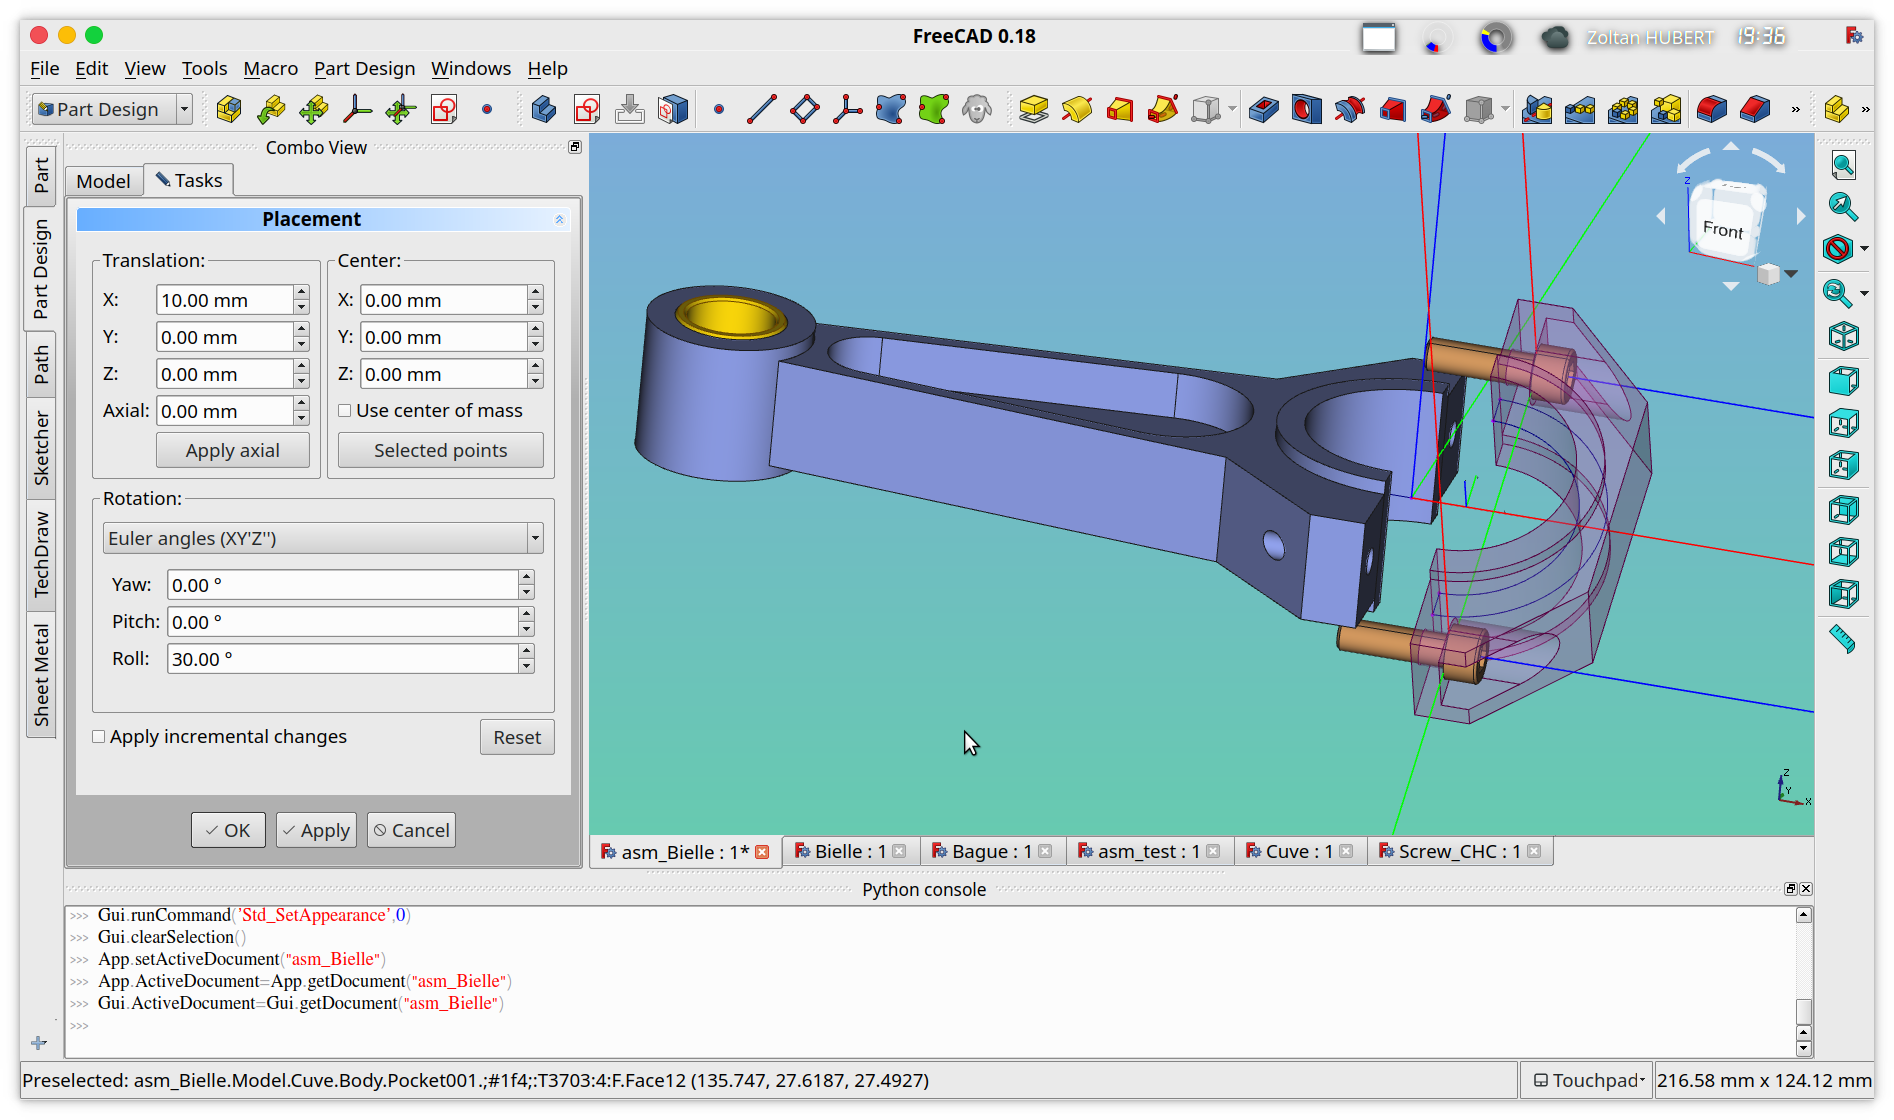 FreeCAD 0.18
Zoltan HUBERT
19:36
File Edit View Tools Macro Part Design Windows Help
Part Design
»
»
Part
Part Design
Path
Sketcher
TechDraw
Sheet Metal
Combo View
Model
Tasks
Placement
Translation:
X: 10.00 mm
Y: 0.00 mm
Z: 0.00 mm
Axial: 0.00 mm
Apply axial
Center:
X: 0.00 mm
Y: 0.00 mm
Z: 0.00 mm
Use center of mass
Selected points
Rotation:
Euler angles (XY'Z'')
Yaw: 0.00 °
Pitch: 0.00 °
Roll: 30.00 °
Apply incremental changes
Reset
OK
Apply
Cancel
Z
Front
Z
Y
X
asm_Bielle : 1*
Bielle : 1
Bague : 1
asm_test : 1
Cuve : 1
Screw_CHC : 1
Python console
>>> Gui.runCommand('Std_SetAppearance',0)
>>> Gui.clearSelection()
>>> App.setActiveDocument("asm_Bielle")
>>> App.ActiveDocument=App.getDocument("asm_Bielle")
>>> Gui.ActiveDocument=Gui.getDocument("asm_Bielle")
>>>
Preselected: asm_Bielle.Model.Cuve.Body.Pocket001.;#1f4;:T3703:4:F.Face12 (135.747, 27.6187, 27.4927)
Touchpad
216.58 mm x 124.12 mm